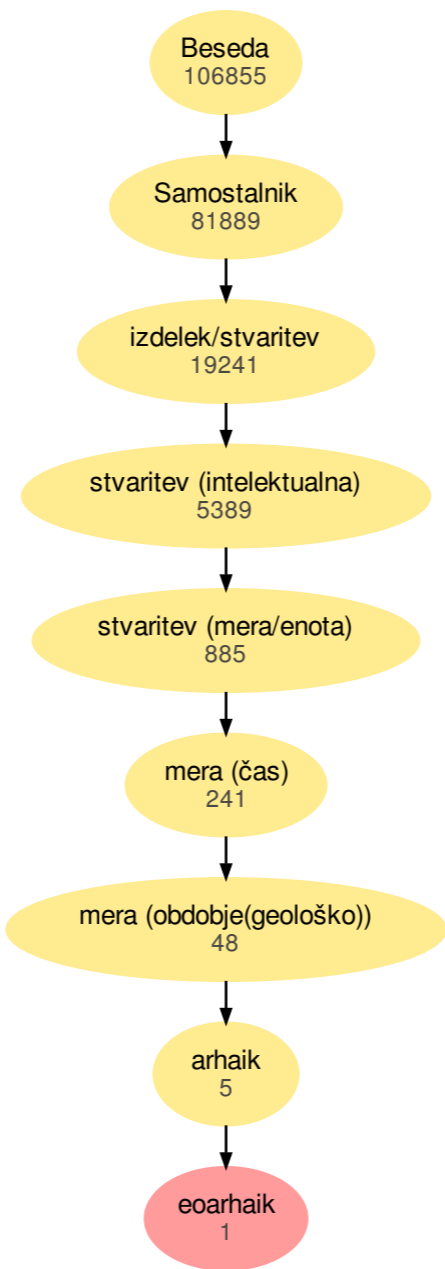 Beseda
106855
Samostalnik
81889
izdelek/stvaritev
19241
stvaritev (intelektualna)
5389
stvaritev (mera/enota)
885
mera (čas)
241
mera (obdobje(geološko))
48
arhaik
5
eoarhaik
1